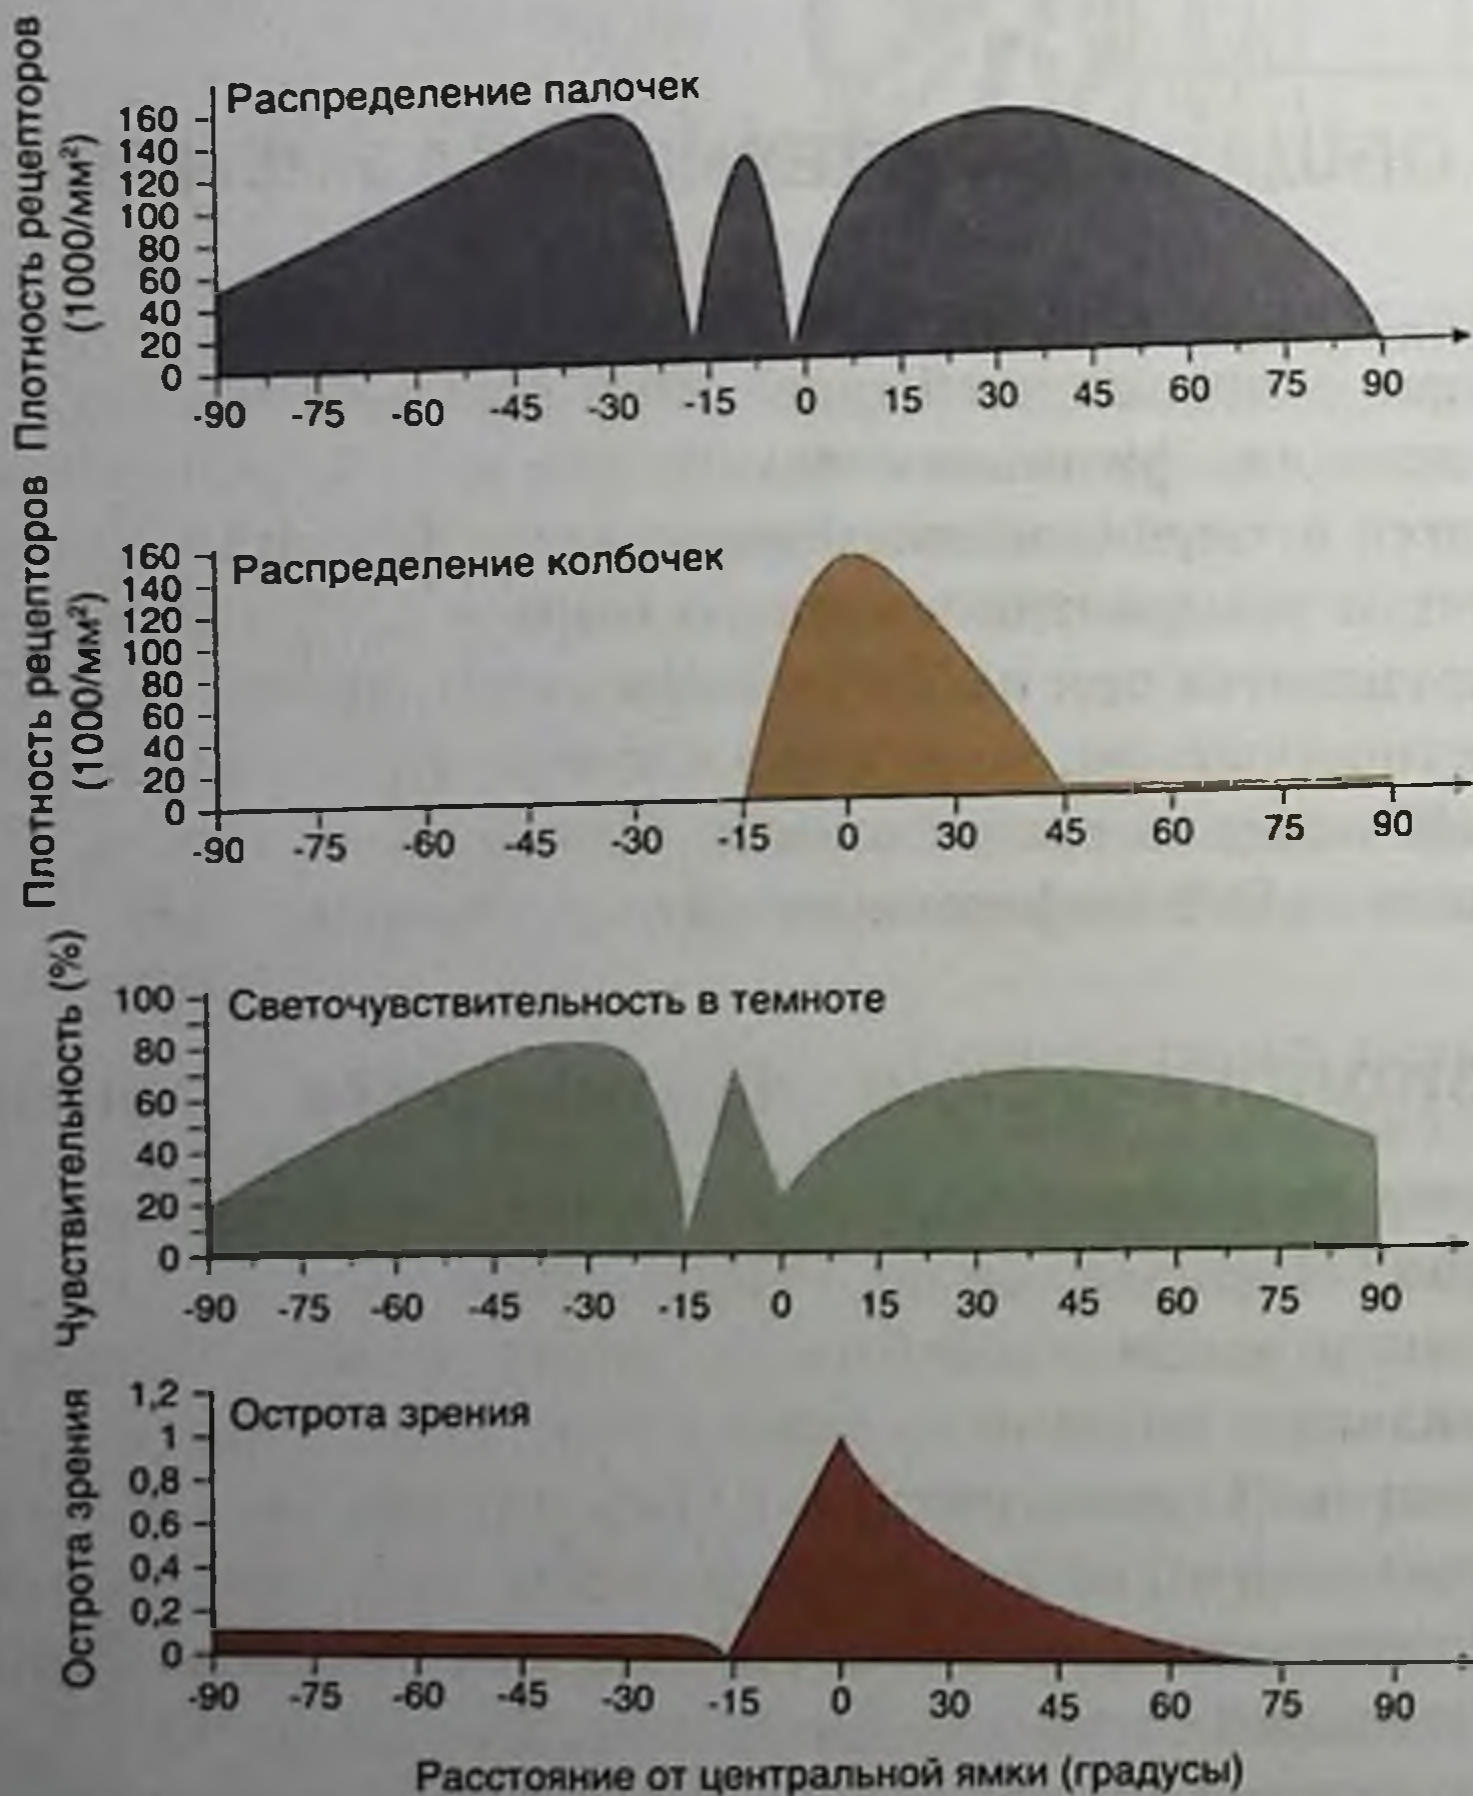 Плотность рецепторов
(1000/мм²)
Распределение палочек
160
140
120
100
80
60
40
20
0
-90 -75 -60 -45 -30 -15 0 15 30 45 60 75 90
Плотность рецепторов
(1000/мм²)
Распределение колбочек
160
140
120
100
80
60
40
20
0
-90 -75 -60 -45 -30 -15 0 30 45 60 75 90
Чувствительность (%)
Светочувствительность в темноте
100
80
60
40
20
0
-90 -75 -60 -45 -30 -15 0 15 30 45 60 75 90
Острота зрения
Острота зрения
1,2
1
0,8
0,6
0,4
0,2
0
-90 -75 -60 -45 -30 -15 0 30 45 60 75 90
Расстояние от центральной ямки (градусы)